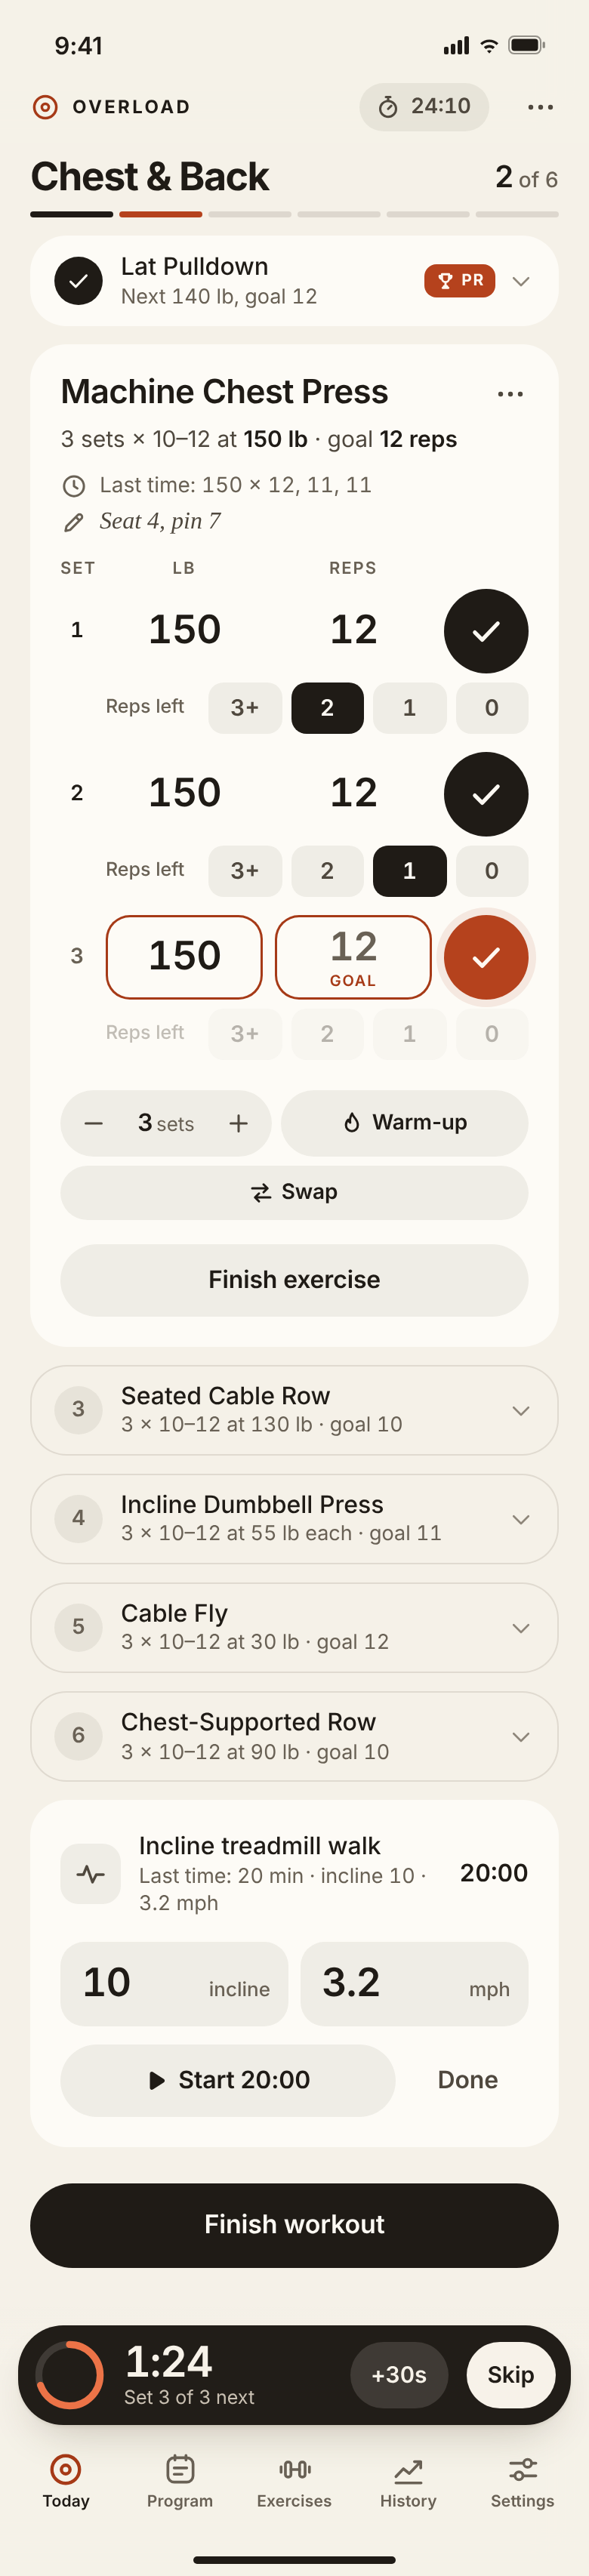 9:41
OVERLOAD
24:10
Chest & Back
2 of 6
Lat Pulldown
Next 140 lb, goal 12
PR
Machine Chest Press
3 sets × 10–12 at 150 lb · goal 12 reps
Last time: 150 × 12, 11, 11
Seat 4, pin 7
SET LB REPS
1 150 12
Reps left 3+ 2 1 0
2 150 12
Reps left 3+ 2 1 0
3 150 12
GOAL
Reps left 3+ 2 1 0
3 sets
Warm-up
Swap
Finish exercise
3
Seated Cable Row
3 × 10–12 at 130 lb · goal 10
4
Incline Dumbbell Press
3 × 10–12 at 55 lb each · goal 11
5
Cable Fly
3 × 10–12 at 30 lb · goal 12
6
Chest-Supported Row
3 × 10–12 at 90 lb · goal 10
Incline treadmill walk
Last time: 20 min · incline 10 ·
3.2 mph
20:00
10 incline
3.2 mph
Start 20:00
Done
Finish workout
1:24
Set 3 of 3 next
+30s
Skip
Today
Program
Exercises
History
Settings